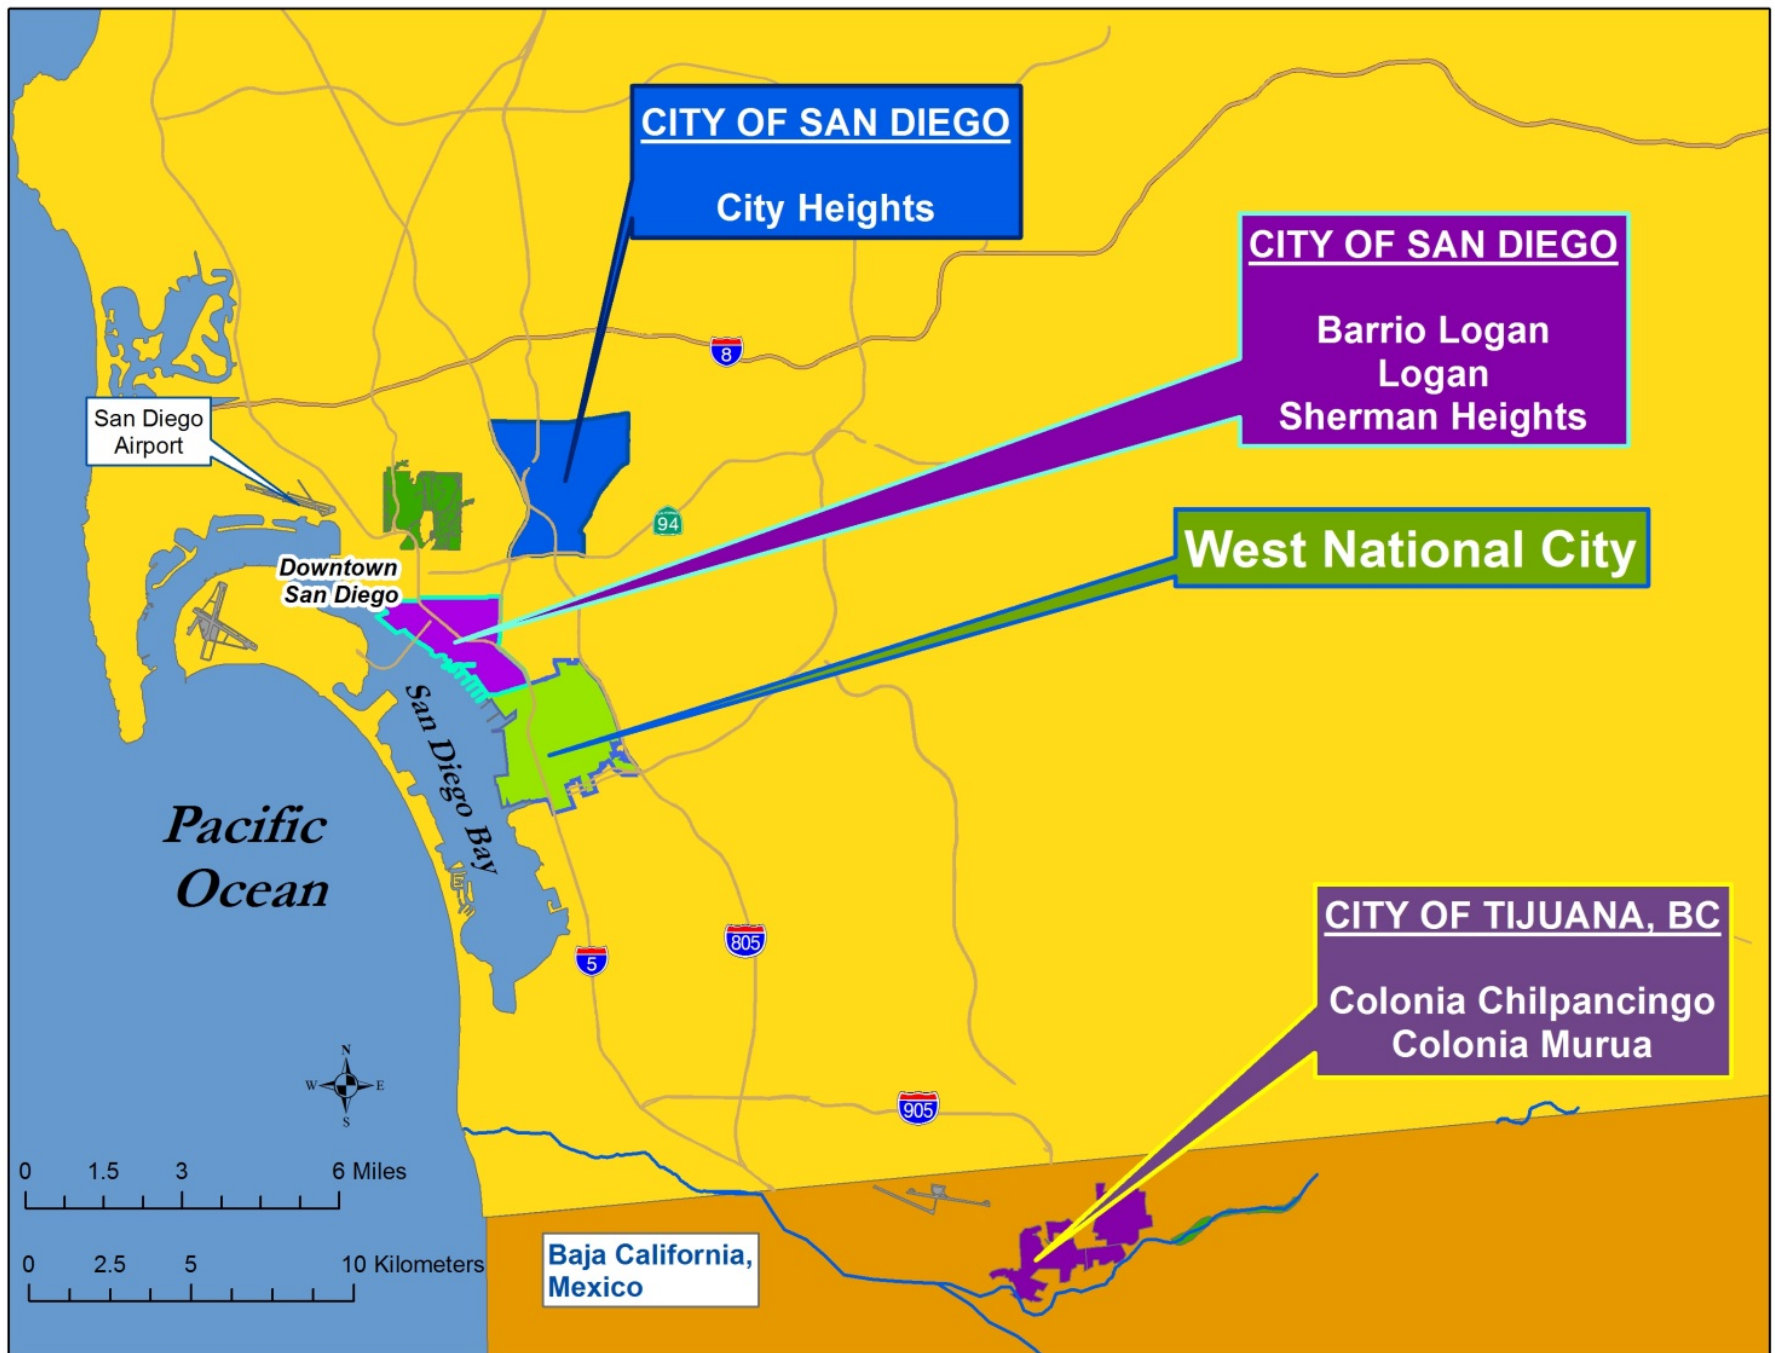 CITY OF SAN DIEGO
City Heights
CITY OF SAN DIEGO
Barrio Logan
Logan
Sherman Heights
8
San Diego
Airport
94
West National City
Downtown
San Diego
San Diego Bay
Pacific
Ocean
CITY OF TIJUANA, BC
Colonia Chilpancingo
Colonia Murua
805
5
905
N
W E
S
0 1.5 3 6 Miles
0 2.5 5 10 Kilometers
Baja California,
Mexico